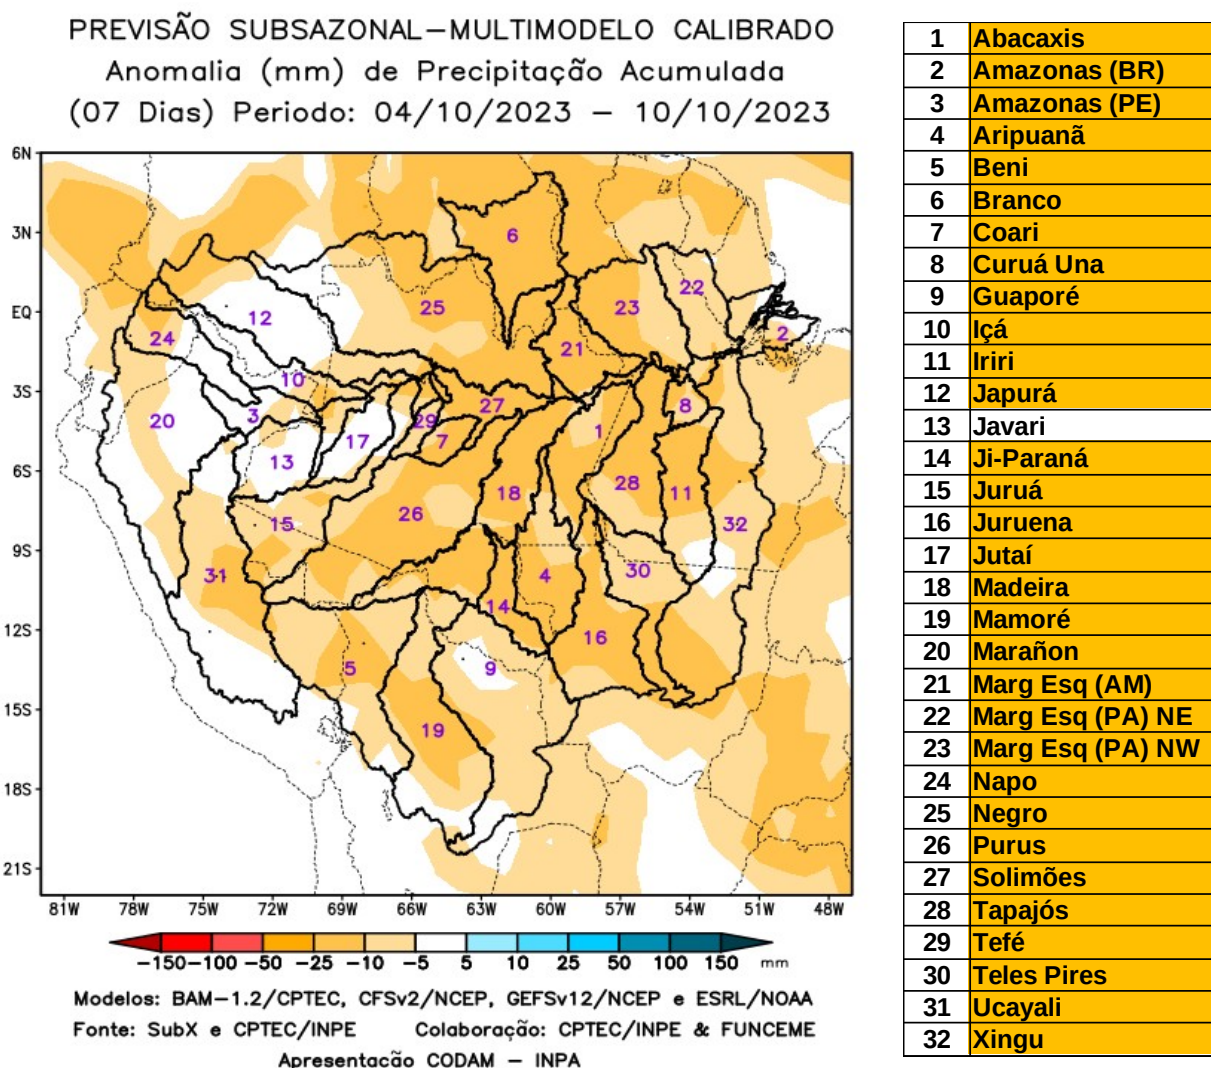 PREVISÃO SUBSAZONAL–MULTIMODELO CALIBRADO
Anomalia (mm) de Precipitação Acumulada
(07 Dias) Periodo: 04/10/2023 – 10/10/2023
6N
3N
EQ
3S
6S
9S
12S
15S
18S
21S
6
25
23
22
12
24
21
2
10
27
8
20
3
29
1
17
7
13
28
18
11
26
15
32
31
4
30
14
16
5
9
19
81W 78W 75W 72W 69W 66W 63W 60W 57W 54W 51W 48W
−150 −100 −50 −25 −10 −5 5 10 25 50 100 150 mm
Modelos: BAM−1.2/CPTEC, CFSv2/NCEP, GEFSv12/NCEP e ESRL/NOAA
Fonte: SubX e CPTEC/INPE Colaboração: CPTEC/INPE & FUNCEME
Apresentação CODAM – INPA
1 Abacaxis
2 Amazonas (BR)
3 Amazonas (PE)
4 Aripuanã
5 Beni
6 Branco
7 Coari
8 Curuá Una
9 Guaporé
10 Içá
11 Iriri
12 Japurá
13 Javari
14 Ji-Paraná
15 Juruá
16 Juruena
17 Jutaí
18 Madeira
19 Mamoré
20 Marañon
21 Marg Esq (AM)
22 Marg Esq (PA) NE
23 Marg Esq (PA) NW
24 Napo
25 Negro
26 Purus
27 Solimões
28 Tapajós
29 Tefé
30 Teles Pires
31 Ucayali
32 Xingu